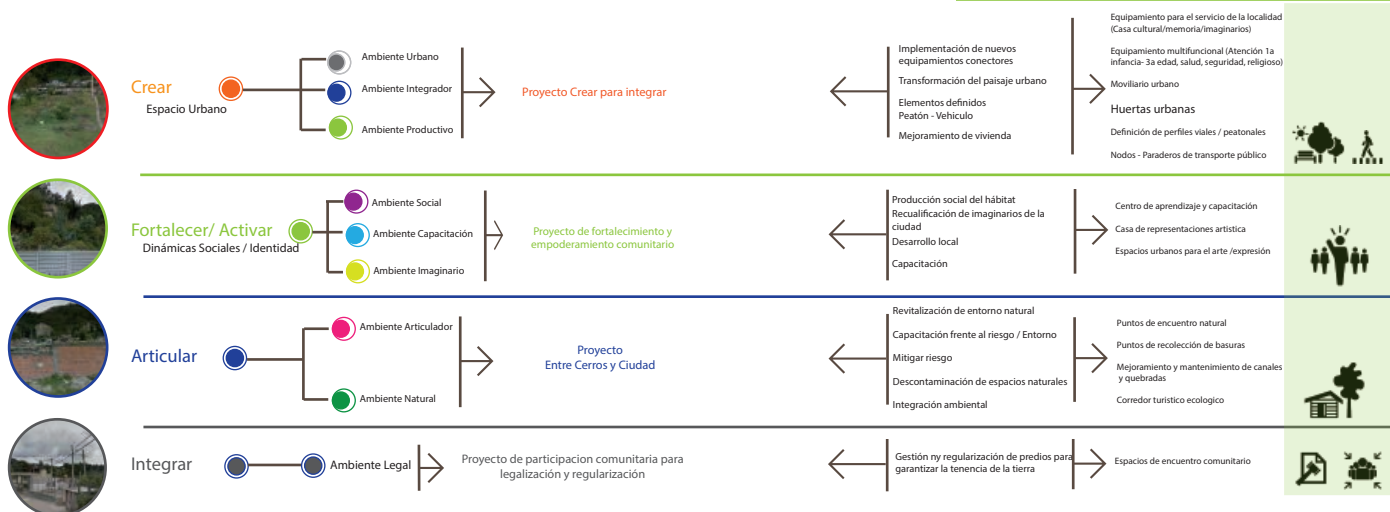 Crear
Espacio Urbano
Ambiente Urbano
Ambiente Integrador
Ambiente Productivo
Proyecto Crear para integrar
Implementación de nuevos
equipamientos conectores
Transformación del paisaje urbano
Elementos definidos
Peatón - Vehiculo
Mejoramiento de vivienda
Equipamiento para el servicio de la localidad
(Casa cultural/memoria/imaginarios)
Equipamiento multifuncional (Atención 1a
infancia- 3a edad, salud, seguridad, religioso)
Moviliario urbano
Huertas urbanas
Definición de perfiles viales / peatonales
Nodos - Paraderos de transporte público
Fortalecer/ Activar
Dinámicas Sociales / Identidad
Ambiente Social
Ambiente Capacitación
Ambiente Imaginario
Proyecto de fortalecimiento y
empoderamiento comunitario
Producción social del hábitat
Recualificación de imaginarios de la
ciudad
Desarrollo local
Capacitación
Centro de aprendizaje y capacitación
Casa de representaciones artistica
Espacios urbanos para el arte /expresión
Articular
Ambiente Articulador
Ambiente Natural
Proyecto
Entre Cerros y Ciudad
Revitalización de entorno natural
Capacitación frente al riesgo / Entorno
Mitigar riesgo
Descontaminación de espacios naturales
Integración ambiental
Puntos de encuentro natural
Puntos de recolección de basuras
Mejoramiento y mantenimiento de canales
y quebradas
Corredor turistico ecologico
Integrar
Ambiente Legal
Proyecto de participacion comunitaria para
legalización y regularización
Gestión ny regularización de predios para
garantizar la tenencia de la tierra
Espacios de encuentro comunitario